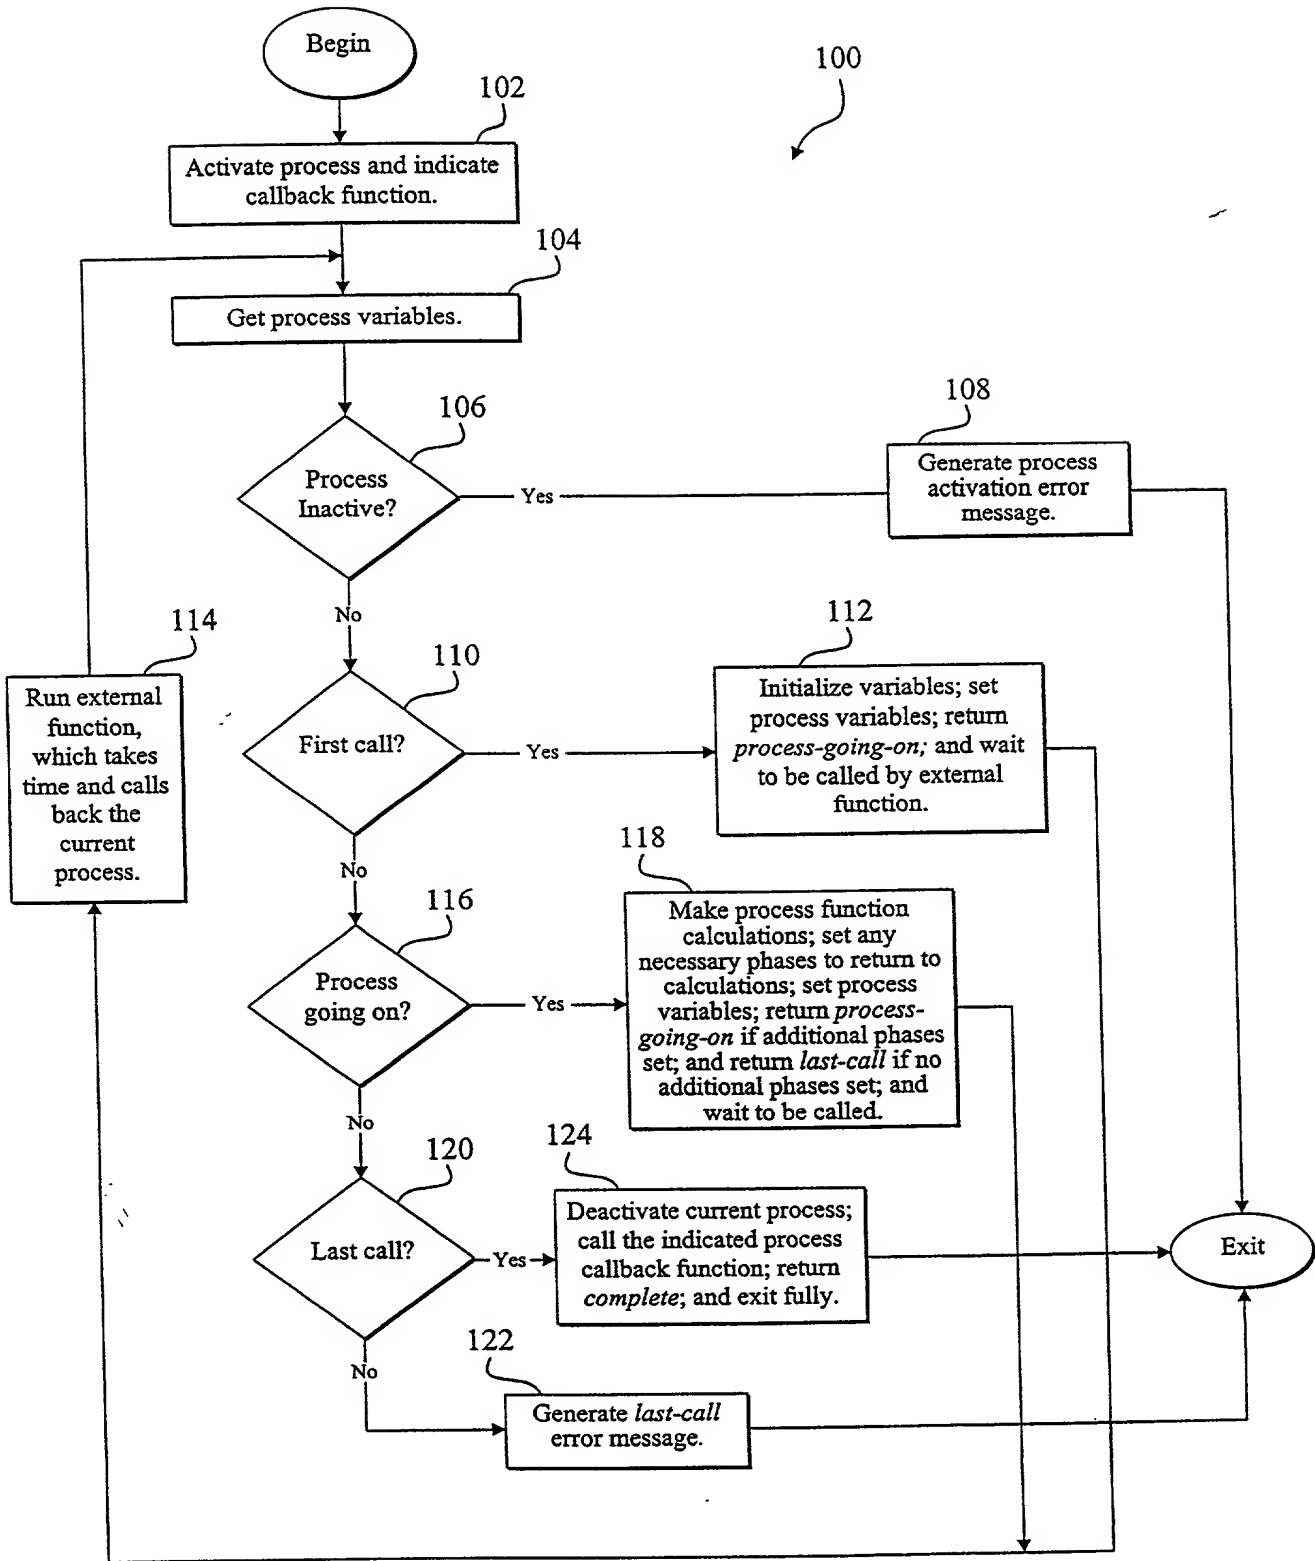 Begin
100
102
Activate process and indicate
callback function.
104
Get process variables.
106
Process
Inactive?
Yes
108
Generate process
activation error
message.
No
114
Run external
function,
which takes
time and calls
back the
current
process.
110
First call?
Yes
112
Initialize variables; set
process variables; return
process-going-on; and wait
to be called by external
function.
No
116
Process
going on?
Yes
118
Make process function
calculations; set any
necessary phases to return to
calculations; set process
variables; return process-
going-on if additional phases
set; and return last-call if no
additional phases set; and
wait to be called.
No
120
Last call?
Yes
124
Deactivate current process;
call the indicated process
callback function; return
complete; and exit fully.
Exit
No
122
Generate last-call
error message.